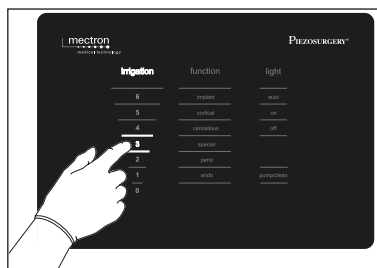 mectron
medical technology
PIEZOSURGERY®
Irrigation function light
6 implant auto
5 cortical on
4 cancellous off
3 special
2 perio
1 endo pump/clean
0